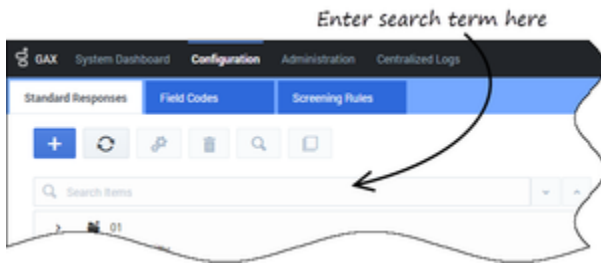 Enter search term here
GAX System Dashboard Configuration Administration Centralized Logs
Standard Responses Field Codes Screening Rules
Search Items
01